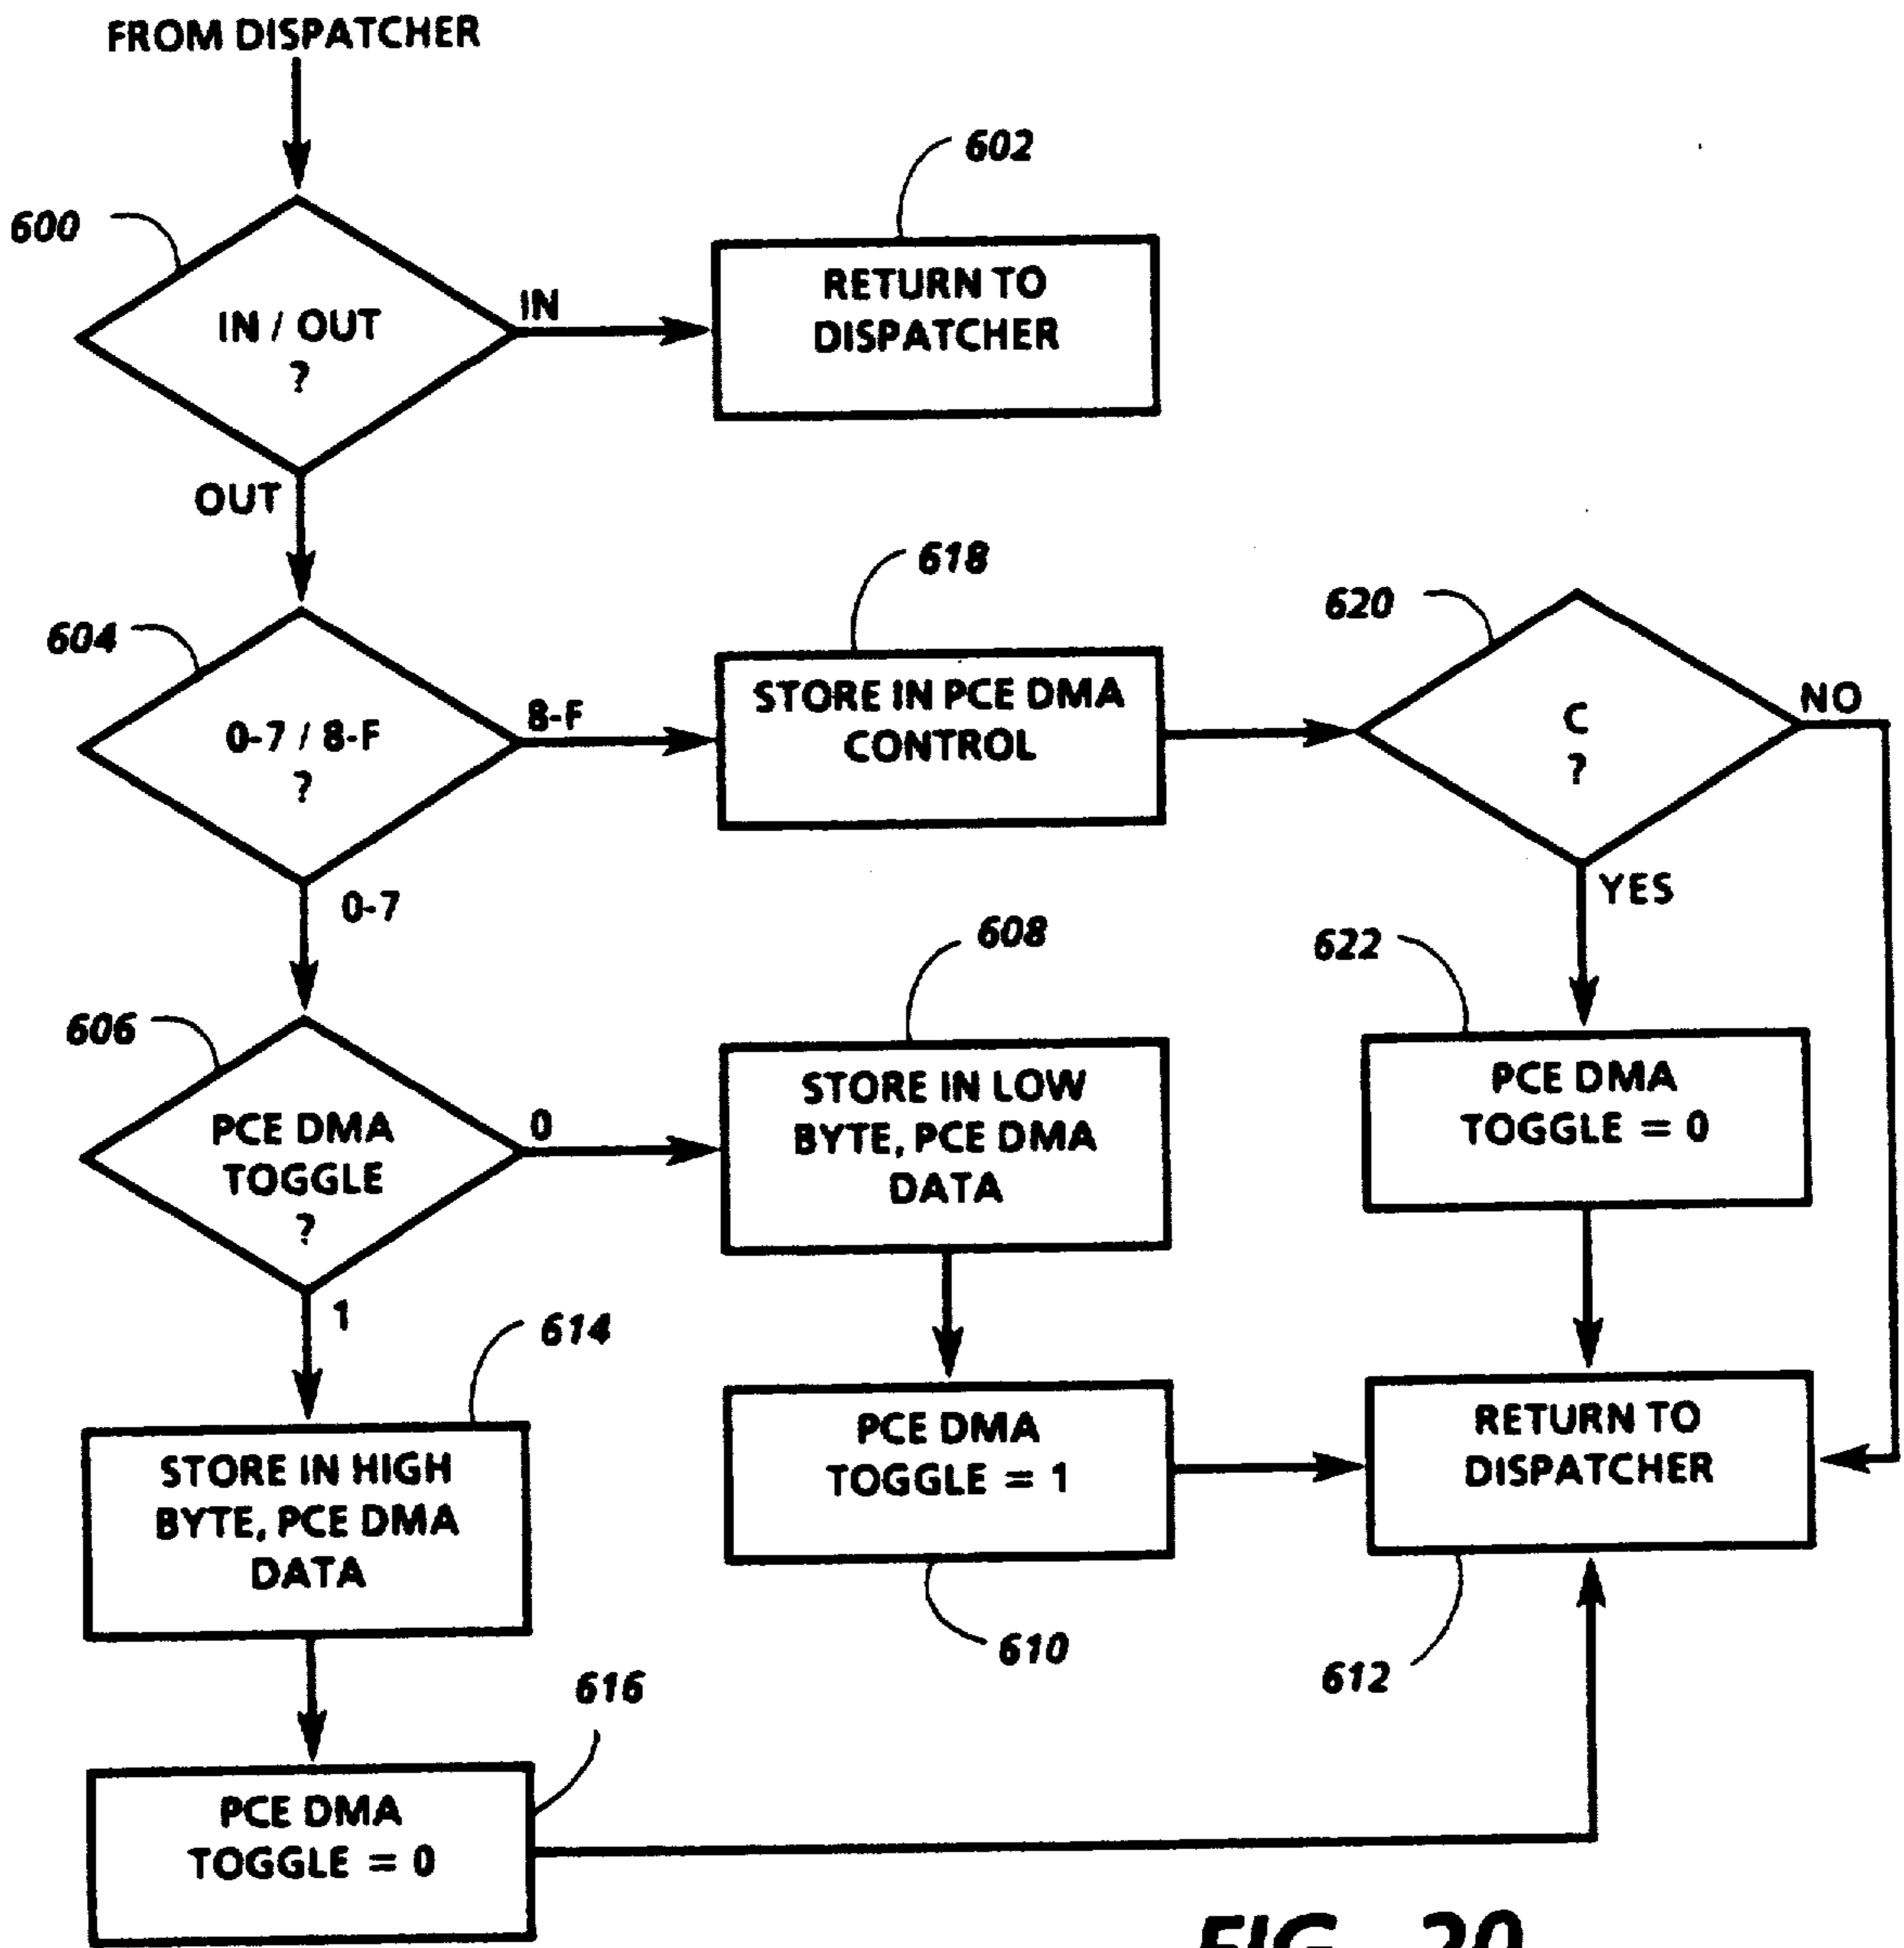 FROM DISPATCHER
602
600
IN / OUT
?
IN
RETURN TO
DISPATCHER
OUT
618
620
604
0-7 / 8-F
?
8-F
STORE IN PCE DMA
CONTROL
C
?
NO
0-7
YES
608
622
606
PCE DMA
TOGGLE
?
0
STORE IN LOW
BYTE, PCE DMA
DATA
PCE DMA
TOGGLE = 0
1
614
STORE IN HIGH
BYTE, PCE DMA
DATA
PCE DMA
TOGGLE = 1
RETURN TO
DISPATCHER
610
612
616
PCE DMA
TOGGLE = 0
FIG. 20